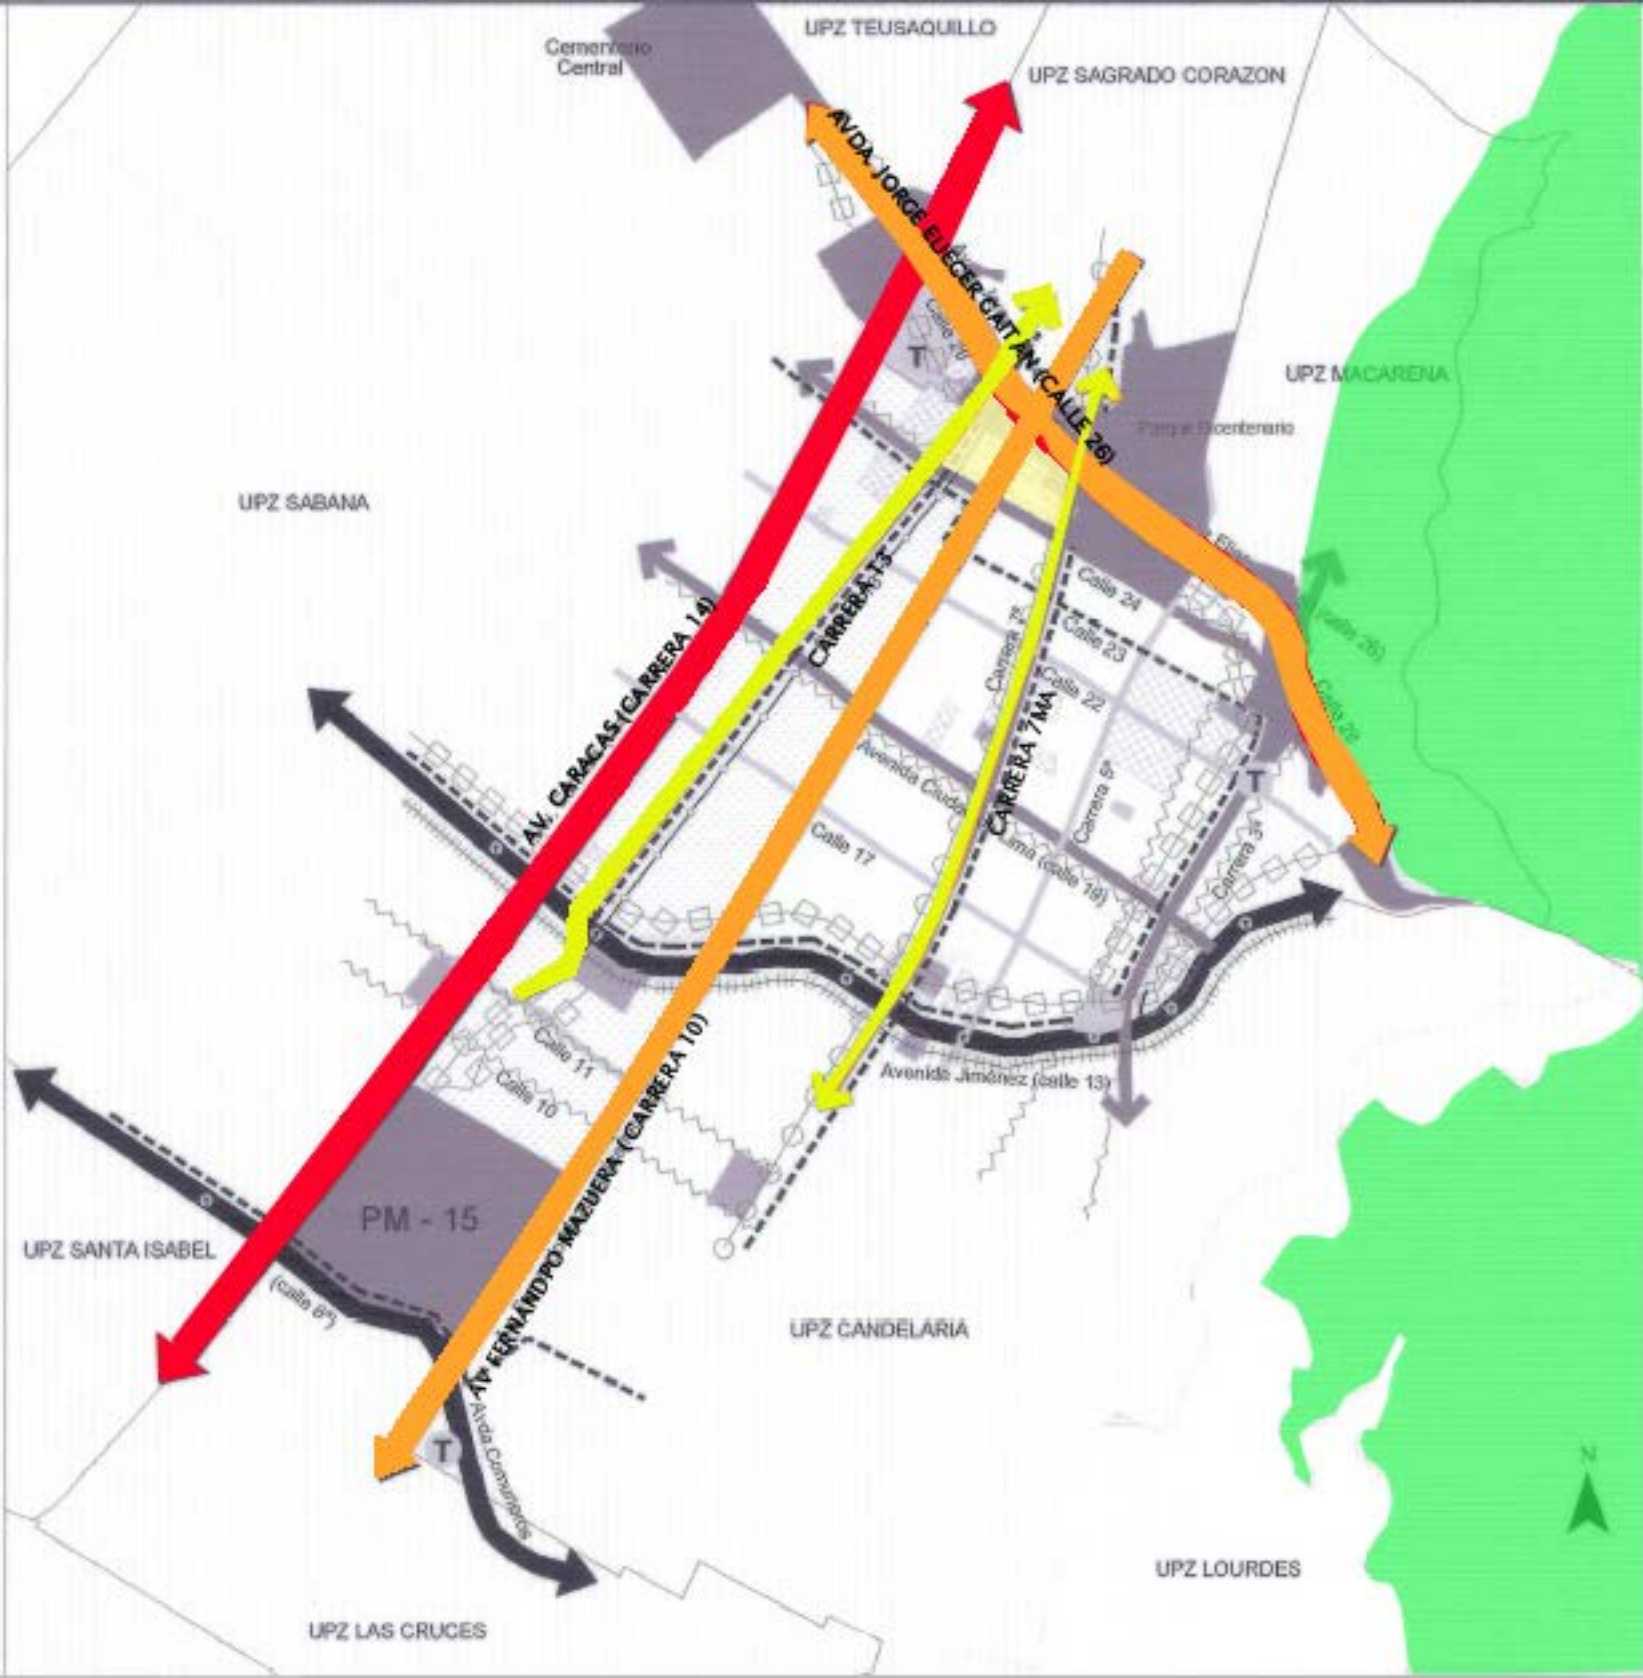 UPZ TEUSAQUILLO
Cementerio
Central
UPZ SAGRADO CORAZON
AVDA. JORGE ELIECER GAITAN (CALLE 26)
UPZ MACARENA
Parque Bicentenario
UPZ SABANA
T
Calle 24
Calle 23
Calle 22
(calle 26)
CARRERA 13
Carrera 7ª
CARRERA 7MA
AV. CARACAS (CARRERA 14)
Carrera 5ª
T
Carrera 3ª
Calle 17
Lima (calle 19)
Calle 11
Calle 10
Avenida Jiménez (calle 13)
AV FERNANDPO MAZUERA (CARRERA 10)
PM - 15
UPZ SANTA ISABEL
(calle 6ª)
UPZ CANDELARIA
T
Avda Comuneros
N
UPZ LOURDES
UPZ LAS CRUCES